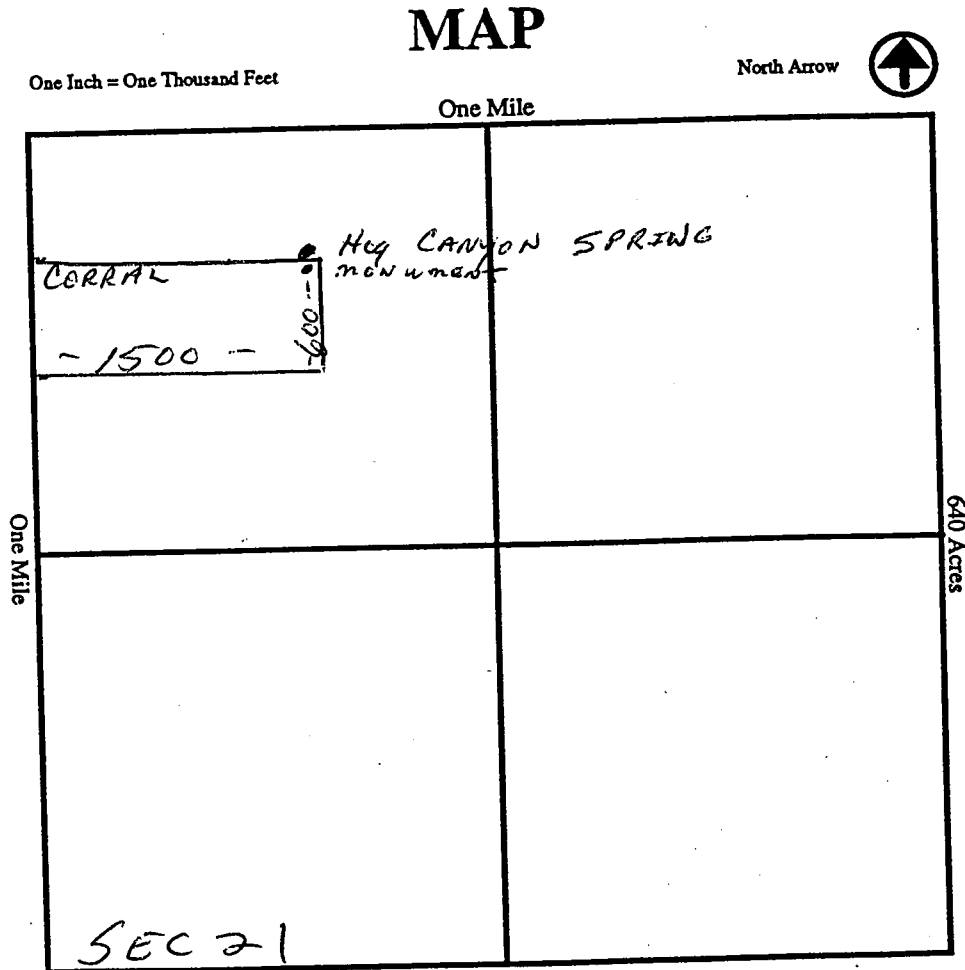 MAP
One Inch = One Thousand Feet
North Arrow
One Mile
Hog CANYON SPRING
monument
CORRAL
-600-
- 1500 -
One Mile
640 Acres
SEC 21